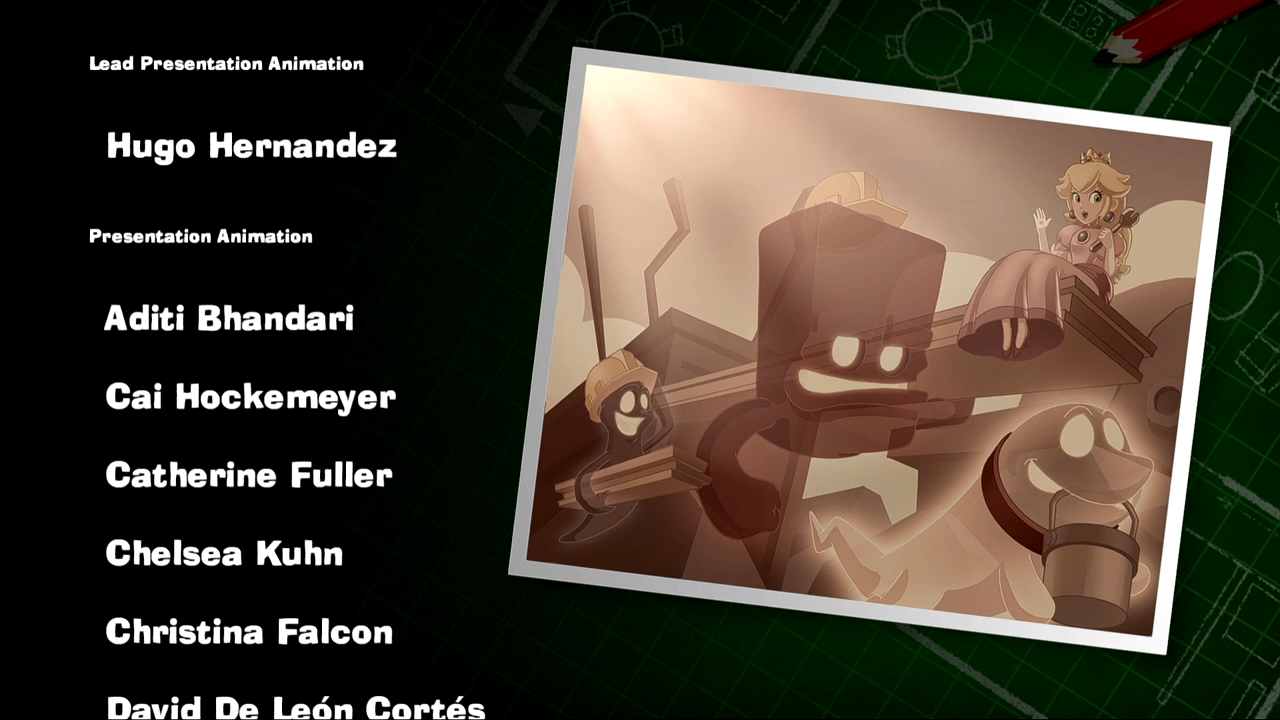 Lead Presentation Animation
Hugo Hernandez
Presentation Animation
Aditi Bhandari
Cai Hockemeyer
Catherine Fuller
Chelsea Kuhn
Christina Falcon
David De León Cortés